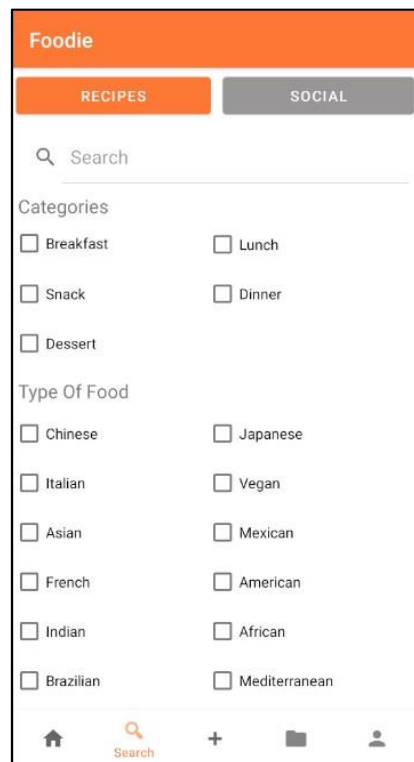 Foodie
RECIPES SOCIAL
Search
Categories
Breakfast Lunch
Snack Dinner
Dessert
Type Of Food
Chinese Japanese
Italian Vegan
Asian Mexican
French American
Indian African
Brazilian Mediterranean
Search